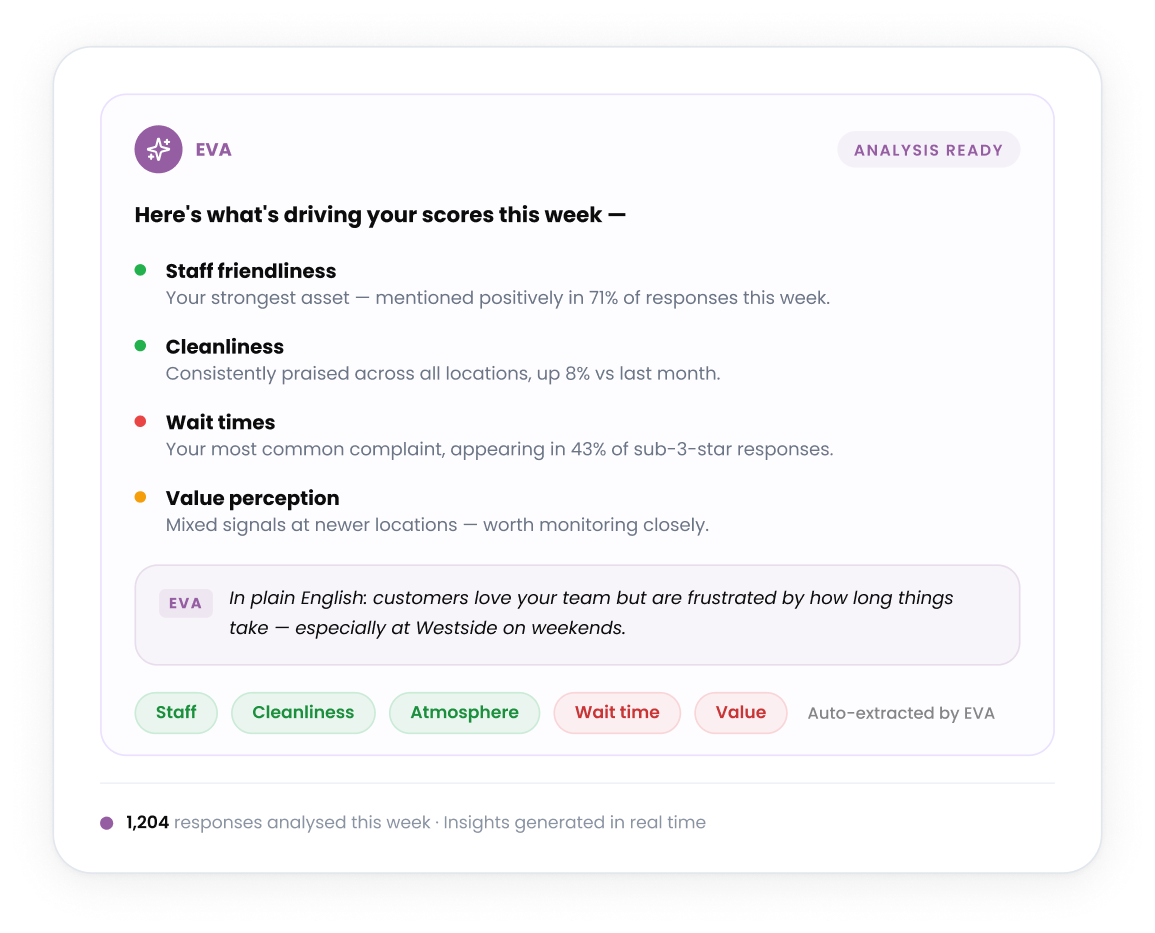 EVA
ANALYSIS READY
Here's what's driving your scores this week —
Staff friendliness
Your strongest asset — mentioned positively in 71% of responses this week.
Cleanliness
Consistently praised across all locations, up 8% vs last month.
Wait times
Your most common complaint, appearing in 43% of sub-3-star responses.
Value perception
Mixed signals at newer locations — worth monitoring closely.
EVA
In plain English: customers love your team but are frustrated by how long things
take — especially at Westside on weekends.
Staff Cleanliness Atmosphere Wait time Value Auto-extracted by EVA
1,204 responses analysed this week · Insights generated in real time